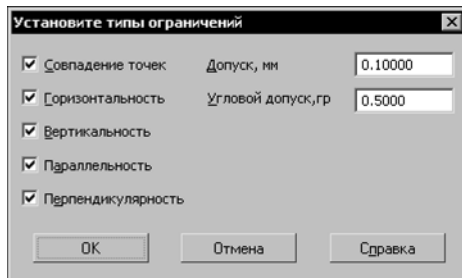 Установите типы ограничений
Совпадение точек Допуск, мм 0.10000
Горизонтальность Угловой допуск,гр 0.5000
Вертикальность
Параллельность
Перпендикулярность
OK Отмена Справка